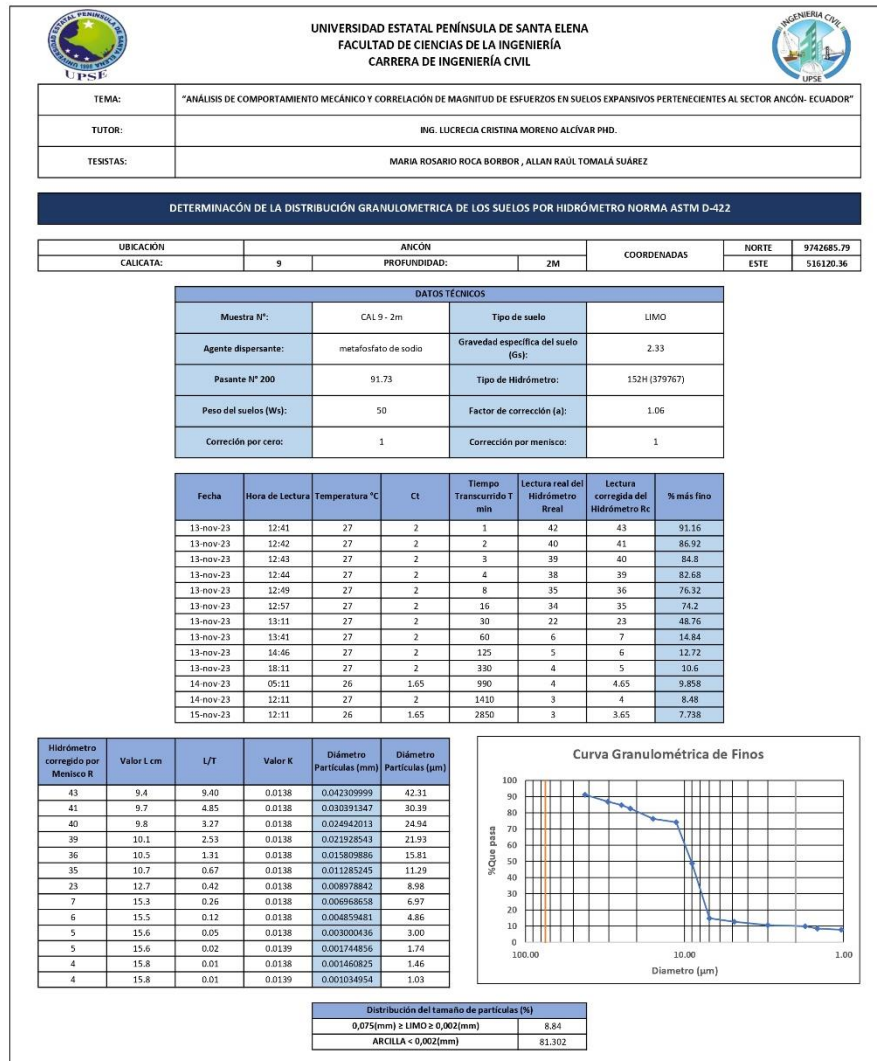 UNIVERSIDAD ESTATAL PENÍNSULA DE SANTA ELENA
FACULTAD DE CIENCIAS DE LA INGENIERÍA
CARRERA DE INGENIERÍA CIVIL
UPSE
INGENIERIA CIVIL
UPSE
TEMA: "ANÁLISIS DE COMPORTAMIENTO MECÁNICO Y CORRELACIÓN DE MAGNITUD DE ESFUERZOS EN SUELOS EXPANSIVOS PERTENECIENTES AL SECTOR ANCÓN- ECUADOR"
TUTOR: ING. LUCRECIA CRISTINA MORENO ALCÍVAR PHD.
TESISTAS: MARIA ROSARIO ROCA BORBOR , ALLAN RAÚL TOMALÁ SUÁREZ
DETERMINACÓN DE LA DISTRIBUCIÓN GRANULOMETRICA DE LOS SUELOS POR HIDRÓMETRO NORMA ASTM D-422
UBICACIÓN ANCÓN COORDENADAS NORTE 9742685.79
CALICATA: 9 PROFUNDIDAD: 2M ESTE 516120.36
DATOS TÉCNICOS
Muestra N°: CAL 9 - 2m Tipo de suelo LIMO
Agente dispersante: metafosfato de sodio Gravedad específica del suelo (Gs): 2.33
Pasante N° 200 91.73 Tipo de Hidrómetro: 152H (379767)
Peso del suelos (Ws): 50 Factor de corrección (a): 1.06
Correción por cero: 1 Corrección por menisco: 1
Fecha Hora de Lectura Temperatura °C Ct Tiempo Transcurrido T min Lectura real del Hidrómetro Rreal Lectura corregida del Hidrómetro Rc % más fino
13-nov-23 12:41 27 2 1 42 43 91.16
13-nov-23 12:42 27 2 2 40 41 86.92
13-nov-23 12:43 27 2 3 39 40 84.8
13-nov-23 12:44 27 2 4 38 39 82.68
13-nov-23 12:49 27 2 8 35 36 76.32
13-nov-23 12:57 27 2 16 34 35 74.2
13-nov-23 13:11 27 2 30 22 23 48.76
13-nov-23 13:41 27 2 60 6 7 14.84
13-nov-23 14:46 27 2 125 5 6 12.72
13-nov-23 18:11 27 2 330 4 5 10.6
14-nov-23 05:11 26 1.65 990 4 4.65 9.858
14-nov-23 12:11 27 2 1410 3 4 8.48
15-nov-23 12:11 26 1.65 2850 3 3.65 7.738
Hidrómetro corregido por Menisco R Valor L cm L/T Valor K Diámetro Partículas (mm) Diámetro Partículas (µm)
43 9.4 9.40 0.0138 0.042309999 42.31
41 9.7 4.85 0.0138 0.030391347 30.39
40 9.8 3.27 0.0138 0.024942013 24.94
39 10.1 2.53 0.0138 0.021928543 21.93
36 10.5 1.31 0.0138 0.015809886 15.81
35 10.7 0.67 0.0138 0.011285245 11.29
23 12.7 0.42 0.0138 0.008978842 8.98
7 15.3 0.26 0.0138 0.006968658 6.97
6 15.5 0.12 0.0138 0.004859481 4.86
5 15.6 0.05 0.0138 0.003000436 3.00
5 15.6 0.02 0.0139 0.001744856 1.74
4 15.8 0.01 0.0138 0.001460825 1.46
4 15.8 0.01 0.0139 0.001034954 1.03
Curva Granulométrica de Finos
%Que pasa
100
90
80
70
60
50
40
30
20
10
0
100.00 10.00 1.00
Diametro (µm)
Distribución del tamaño de partículas (%)
0,075(mm) ≥ LIMO ≥ 0,002(mm) 8.84
ARCILLA < 0,002(mm) 81.302